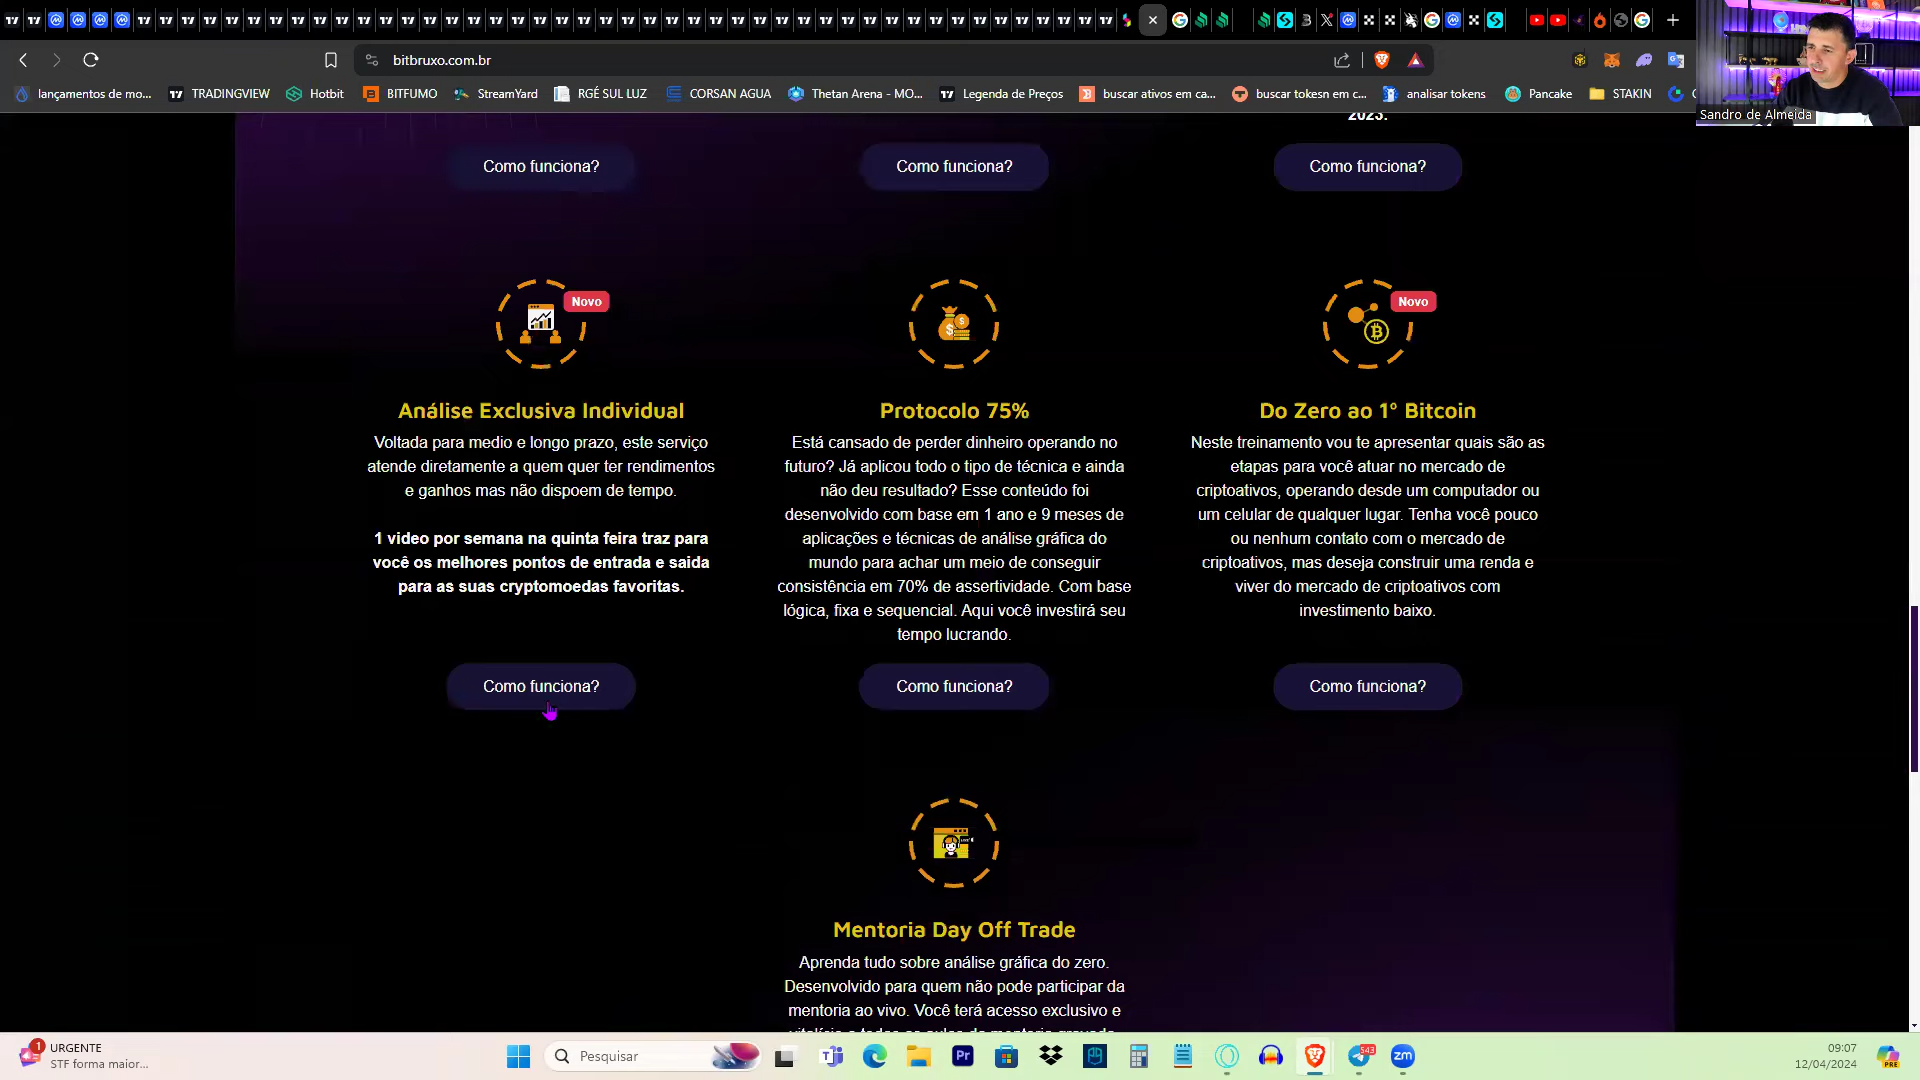 bitbruxo.com.br
lançamentos de mo...
TRADINGVIEW
Hotbit
BITFUMO
StreamYard
RGÉ SUL LUZ
CORSAN AGUA
Thetan Arena - MO...
Legenda de Preços
buscar ativos em ca...
buscar tokesn em c...
analisar tokens
Pancake
STAKIN
Sandro de Almeida
2023.
Como funciona?
Como funciona?
Como funciona?
Novo
Novo
Análise Exclusiva Individual
Voltada para medio e longo prazo, este serviço
atende diretamente a quem quer ter rendimentos
e ganhos mas não dispoem de tempo.
1 video por semana na quinta feira traz para
você os melhores pontos de entrada e saida
para as suas cryptomoedas favoritas.
Como funciona?
Protocolo 75%
Está cansado de perder dinheiro operando no
futuro? Já aplicou todo o tipo de técnica e ainda
não deu resultado? Esse conteúdo foi
desenvolvido com base em 1 ano e 9 meses de
aplicações e técnicas de análise gráfica do
mundo para achar um meio de conseguir
consistência em 70% de assertividade. Com base
lógica, fixa e sequencial. Aqui você investirá seu
tempo lucrando.
Como funciona?
Do Zero ao 1° Bitcoin
Neste treinamento vou te apresentar quais são as
etapas para você atuar no mercado de
criptoativos, operando desde um computador ou
um celular de qualquer lugar. Tenha você pouco
ou nenhum contato com o mercado de
criptoativos, mas deseja construir uma renda e
viver do mercado de criptoativos com
investimento baixo.
Como funciona?
Mentoria Day Off Trade
Aprenda tudo sobre análise gráfica do zero.
Desenvolvido para quem não pode participar da
mentoria ao vivo. Você terá acesso exclusivo e
1
URGENTE
STF forma maior...
Pesquisar
Pr
543
zm
09:07
12/04/2024
PRE